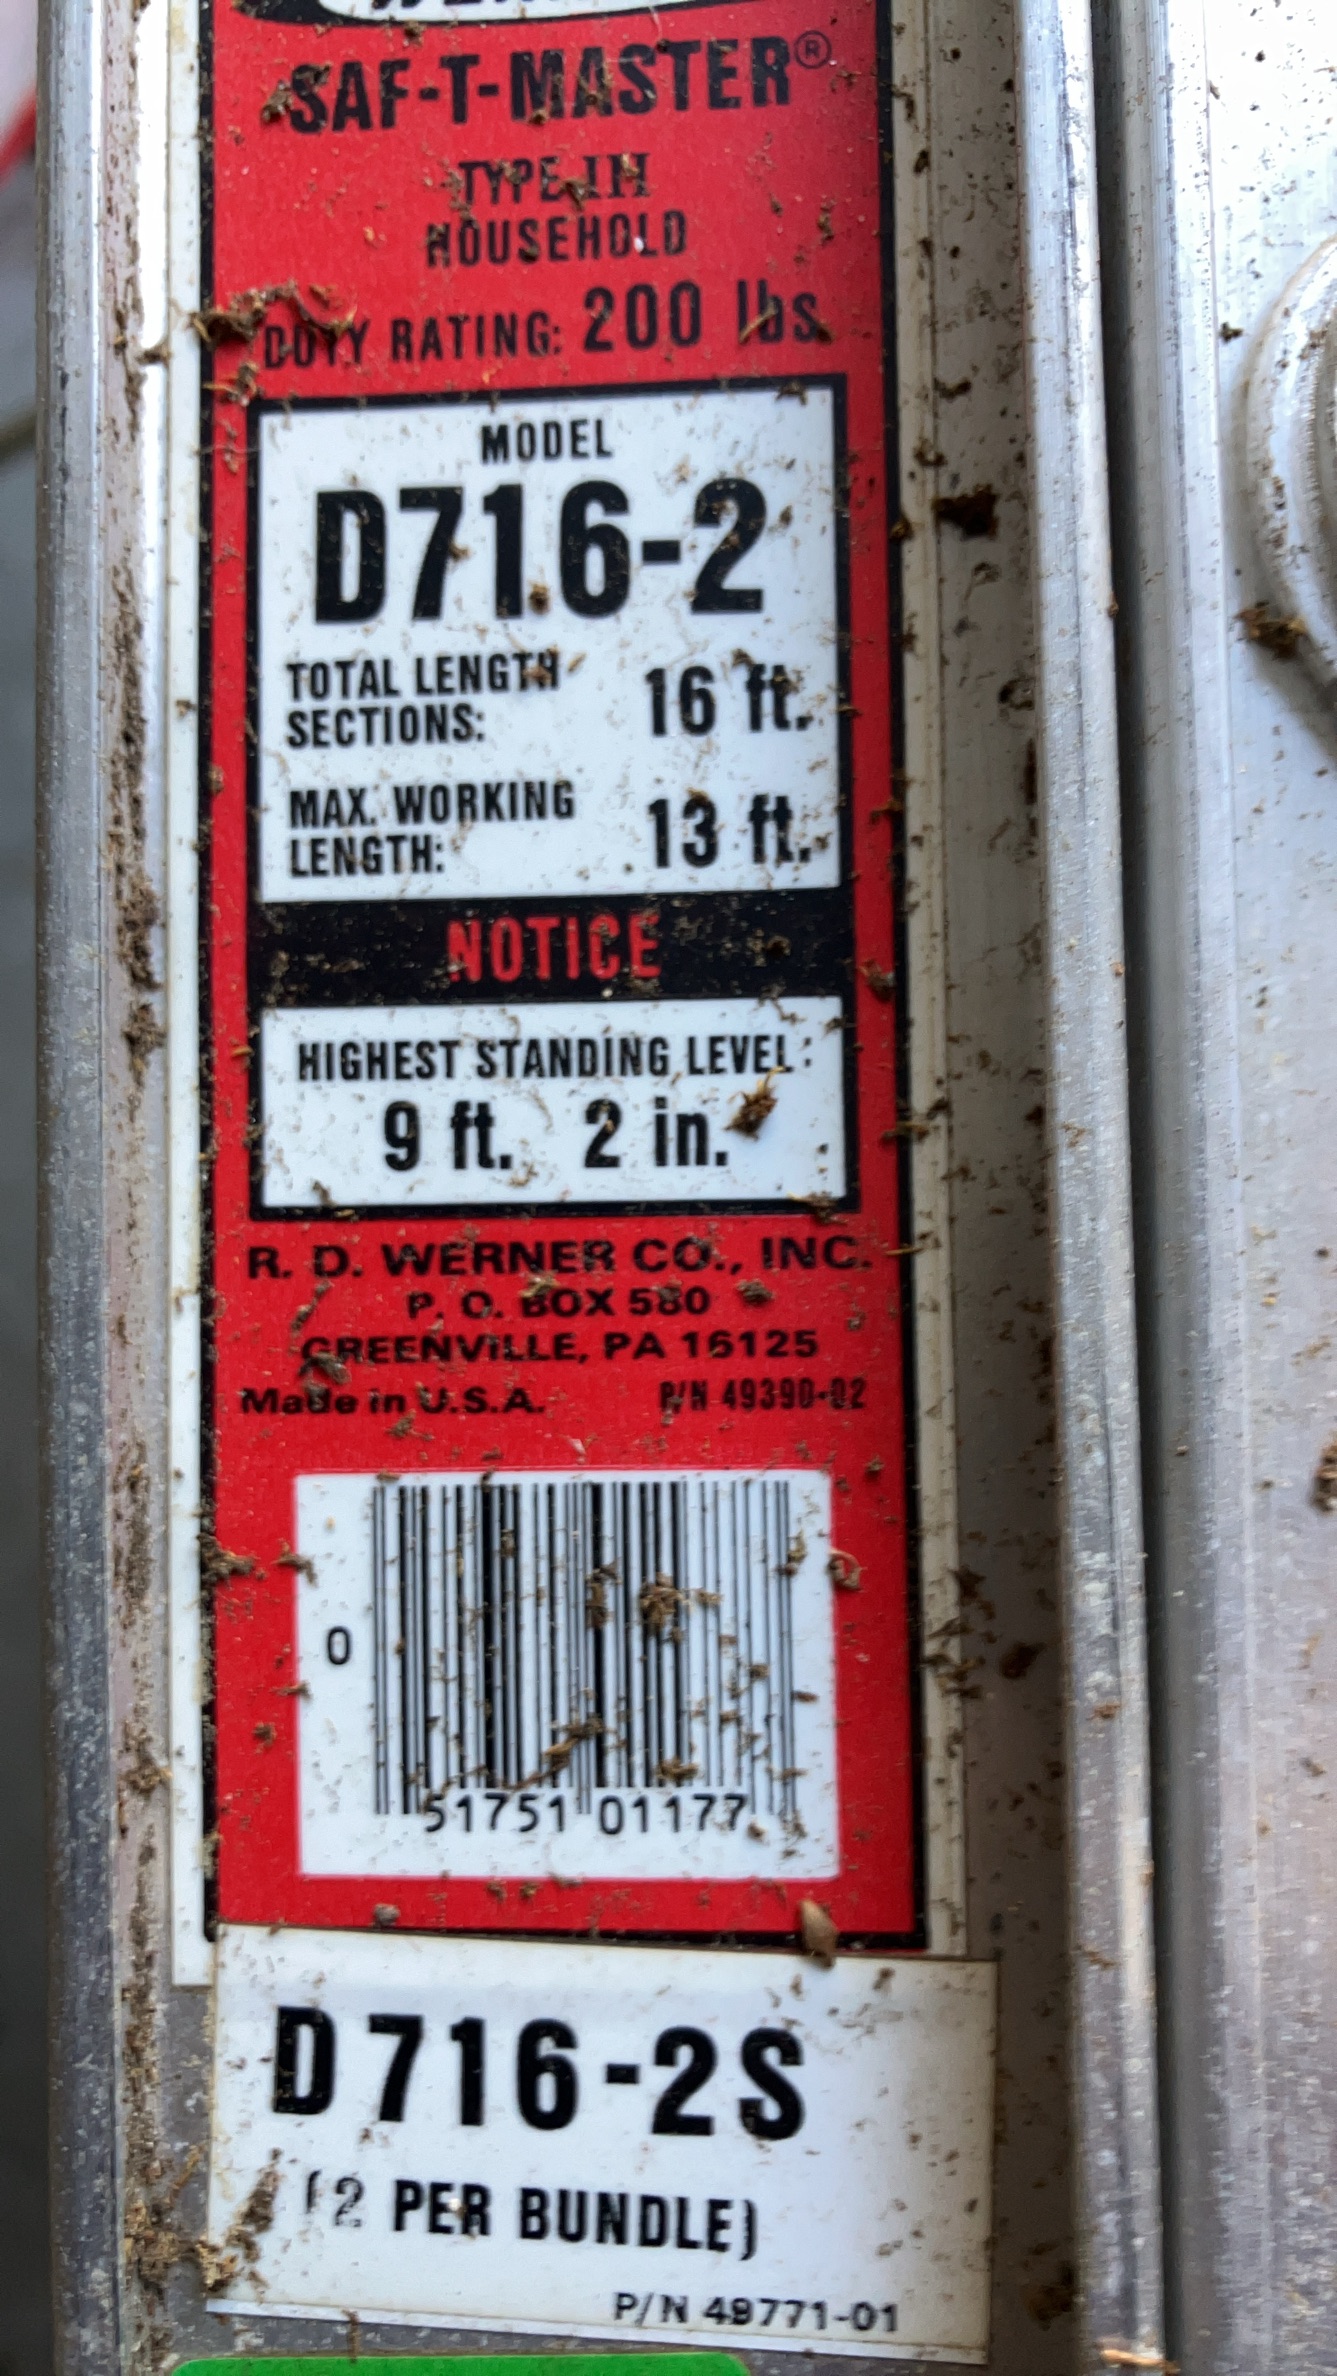 SAF-T-MASTER®
TYPE III
HOUSEHOLD
DUTY RATING: 200 lbs.
MODEL
D716-2
TOTAL LENGTH
SECTIONS: 16 ft.
MAX. WORKING
LENGTH: 13 ft.
NOTICE
HIGHEST STANDING LEVEL:
9 ft. 2 in.
R. D. WERNER CO., INC.
P. O. BOX 580
GREENVILLE, PA 16125
Made in U.S.A. P/N 49390-02
0 51751 01177
D716-2S
(2 PER BUNDLE)
P/N 49771-01